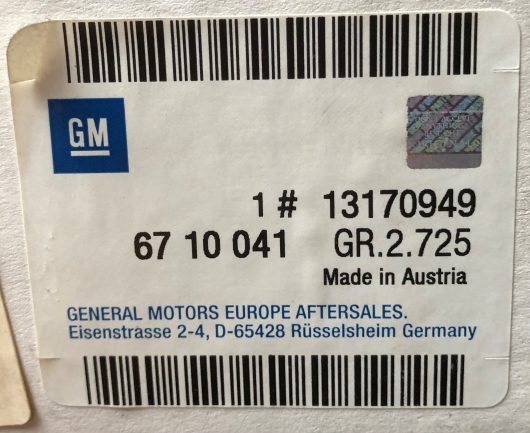 GM
1 # 13170949
67 10 041 GR.2.725
Made in Austria
GENERAL MOTORS EUROPE AFTERSALES.
Eisenstrasse 2-4, D-65428 Rüsselsheim Germany